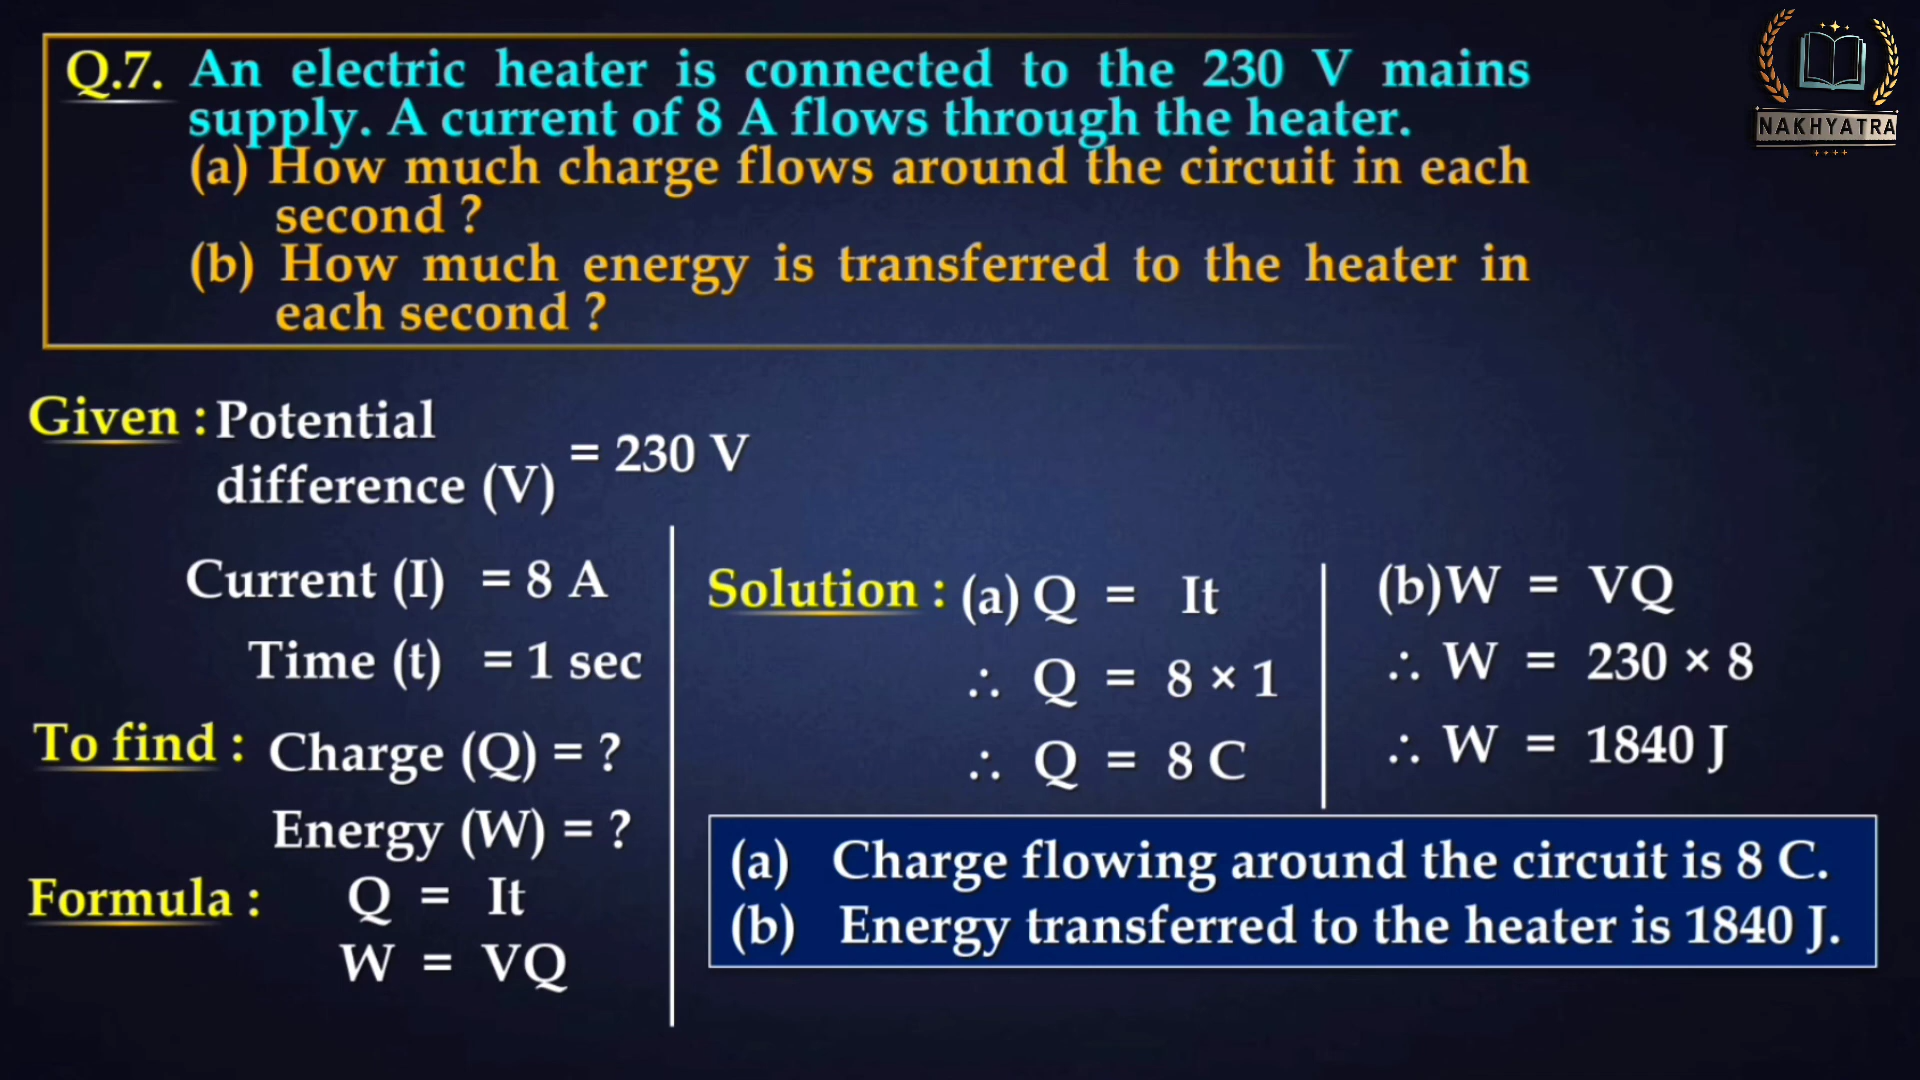 Q.7. An electric heater is connected to the 230 V mains
supply. A current of 8 A flows through the heater.
(a) How much charge flows around the circuit in each
second ?
(b) How much energy is transferred to the heater in
each second ?
NAKHYATRA
Given : Potential
difference (V) = 230 V
Current (I) = 8 A
Time (t) = 1 sec
To find : Charge (Q) = ?
Energy (W) = ?
Formula : Q = It
W = VQ
Solution : (a) Q = It
∴ Q = 8 × 1
∴ Q = 8 C
(b) W = VQ
∴ W = 230 × 8
∴ W = 1840 J
(a) Charge flowing around the circuit is 8 C.
(b) Energy transferred to the heater is 1840 J.